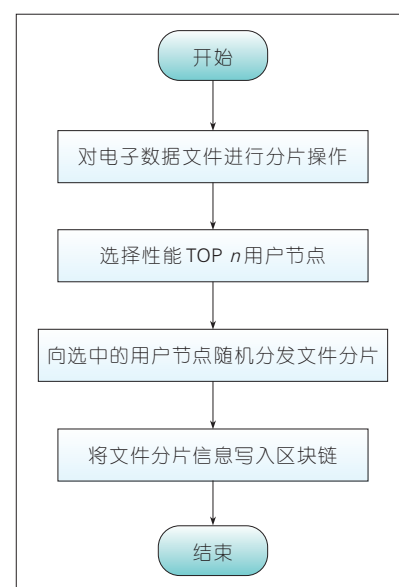 开始
对电子数据文件进行分片操作
选择性能 TOP n 用户节点
向选中的用户节点随机分发文件分片
将文件分片信息写入区块链
结束